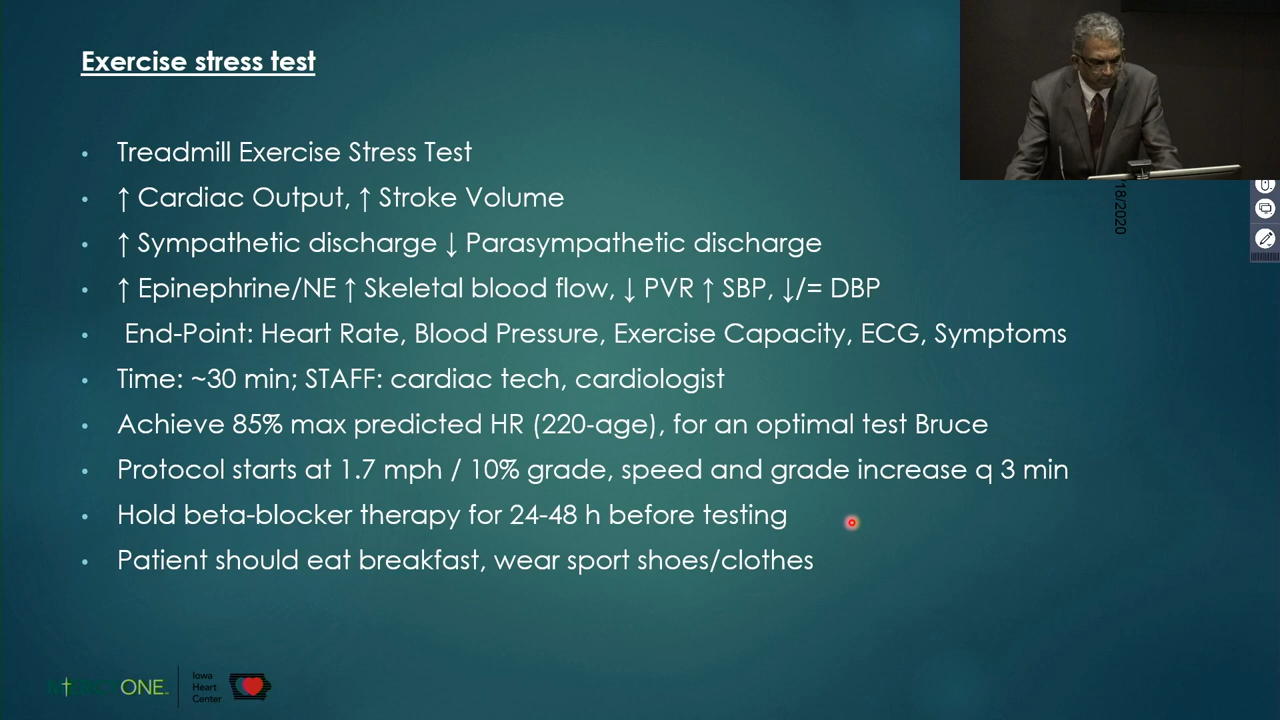 Exercise stress test
• Treadmill Exercise Stress Test
• ↑ Cardiac Output, ↑ Stroke Volume
• ↑ Sympathetic discharge ↓ Parasympathetic discharge
• ↑ Epinephrine/NE ↑ Skeletal blood flow, ↓ PVR ↑ SBP, ↓/= DBP
• End-Point: Heart Rate, Blood Pressure, Exercise Capacity, ECG, Symptoms
• Time: ~30 min; STAFF: cardiac tech, cardiologist
• Achieve 85% max predicted HR (220-age), for an optimal test Bruce
• Protocol starts at 1.7 mph / 10% grade, speed and grade increase q 3 min
• Hold beta-blocker therapy for 24-48 h before testing
• Patient should eat breakfast, wear sport shoes/clothes
18/2020
MERCYONE
Iowa
Heart
Center